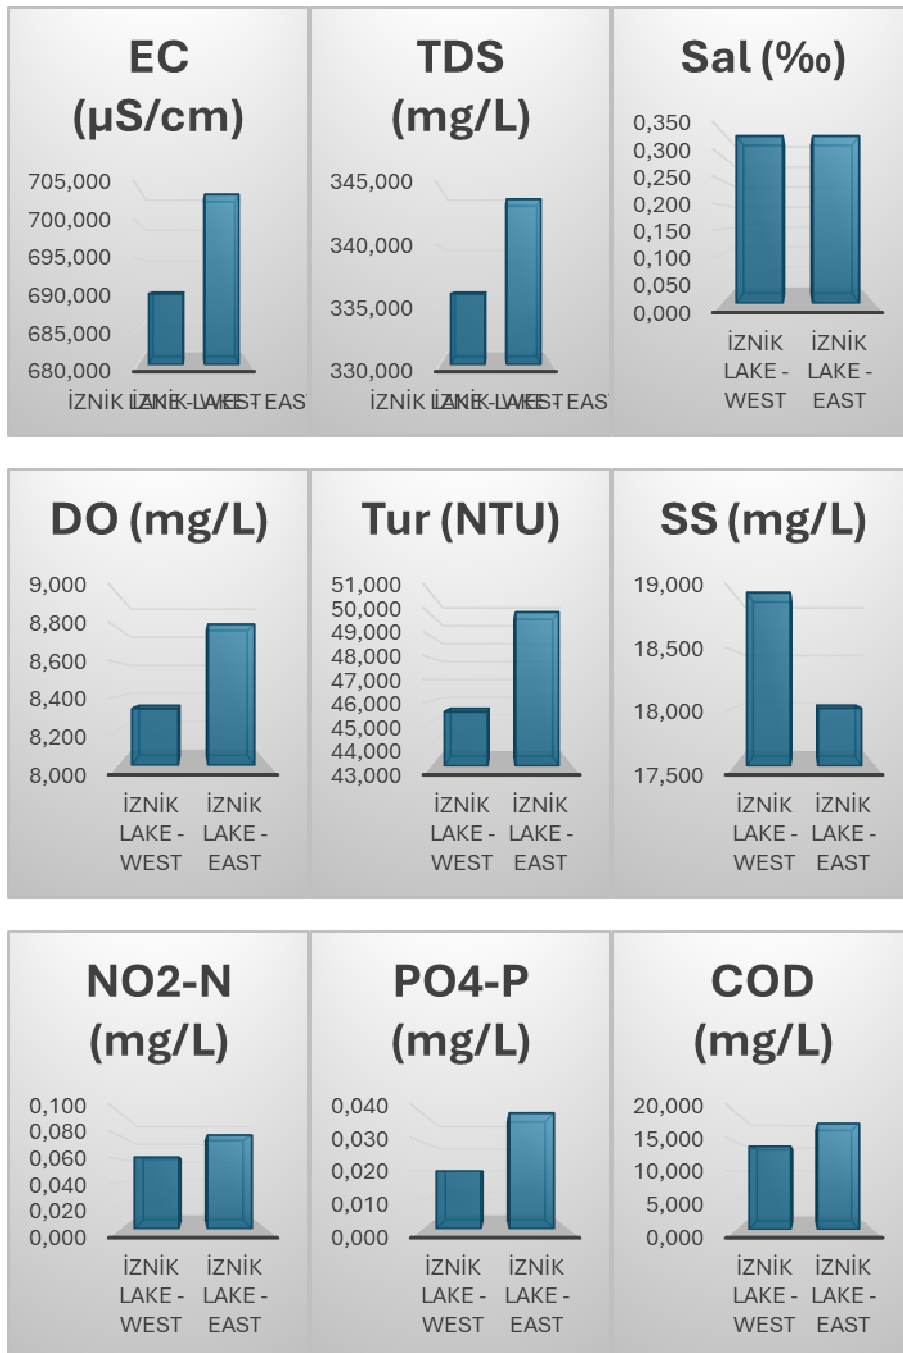 EC
(µS/cm)
705,000
700,000
695,000
690,000
685,000
680,000
TDS
(mg/L)
345,000
340,000
335,000
330,000
Sal (‰)
0,350
0,300
0,250
0,200
0,150
0,100
0,050
0,000
İZNİK
LAKE -
WEST
İZNİK
LAKE -
EAST
DO (mg/L)
9,000
8,800
8,600
8,400
8,200
8,000
İZNİK
LAKE -
WEST
İZNİK
LAKE -
EAST
Tur (NTU)
51,000
50,000
49,000
48,000
47,000
46,000
45,000
44,000
43,000
İZNİK
LAKE -
WEST
İZNİK
LAKE -
EAST
SS (mg/L)
19,000
18,500
18,000
17,500
İZNİK
LAKE -
WEST
İZNİK
LAKE -
EAST
NO2-N
(mg/L)
0,100
0,080
0,060
0,040
0,020
0,000
İZNİK
LAKE -
WEST
İZNİK
LAKE -
EAST
PO4-P
(mg/L)
0,040
0,030
0,020
0,010
0,000
İZNİK
LAKE -
WEST
İZNİK
LAKE -
EAST
COD
(mg/L)
20,000
15,000
10,000
5,000
0,000
İZNİK
LAKE -
WEST
İZNİK
LAKE -
EAST